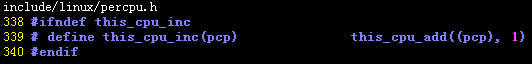 include/linux/percpu.h
338 #ifndef this_cpu_inc
339 # define this_cpu_inc(pcp)              this_cpu_add((pcp), 1)
340 #endif